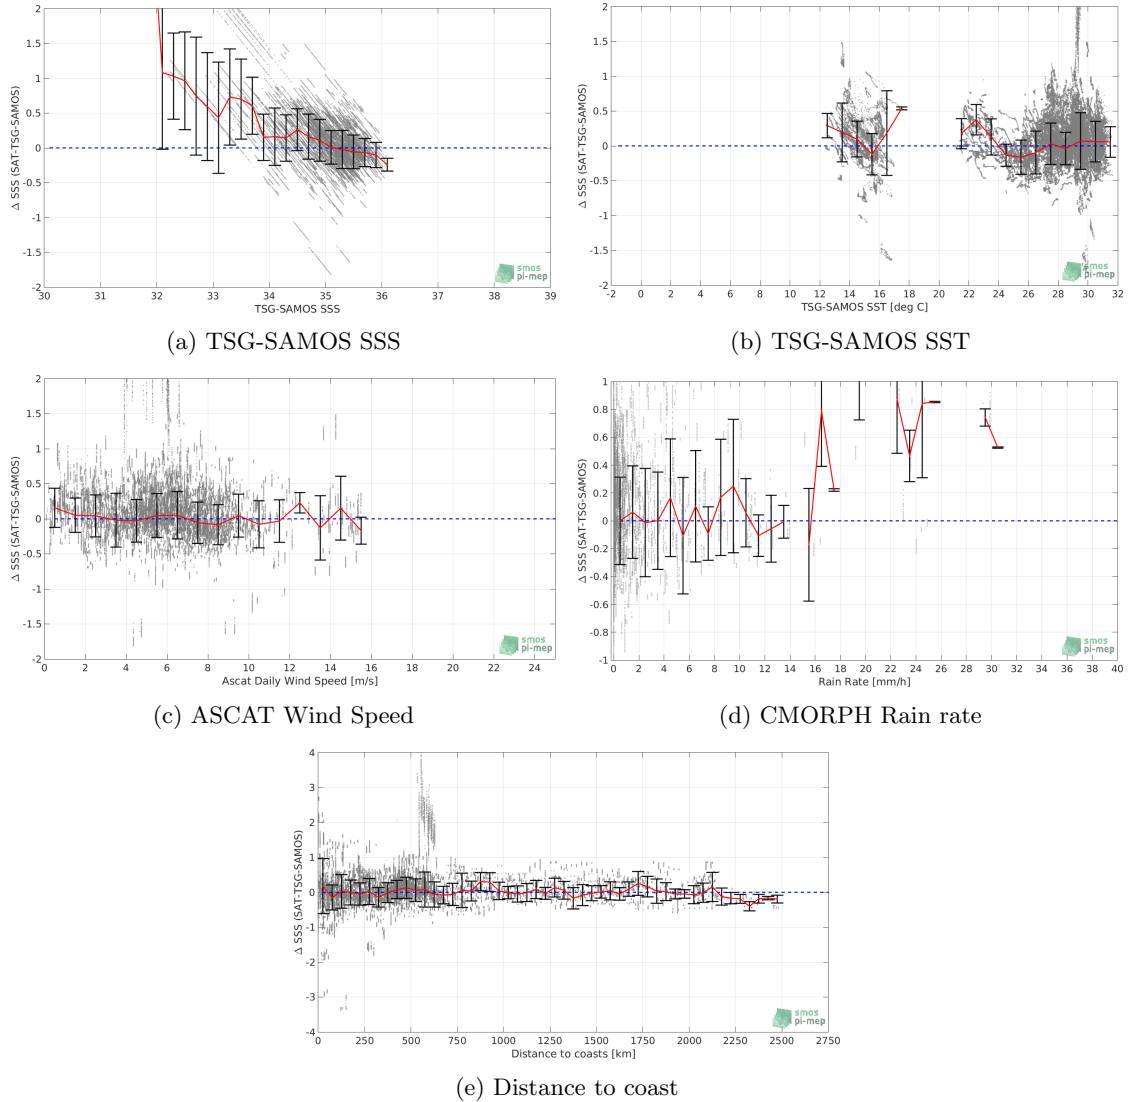 2
1.5
1
0.5
0
-0.5
-1
-1.5
-2
Δ SSS (SAT-TSG-SAMOS)
30 31 32 33 34 35 36 37 38 39
TSG-SAMOS SSS
smos
pi-mep
(a) TSG-SAMOS SSS
2
1.5
1
0.5
0
-0.5
-1
-1.5
-2
Δ SSS (SAT-TSG-SAMOS)
-2 0 2 4 6 8 10 12 14 16 18 20 22 24 26 28 30 32
TSG-SAMOS SST [deg C]
smos
pi-mep
(b) TSG-SAMOS SST
2
1.5
1
0.5
0
-0.5
-1
-1.5
-2
Δ SSS (SAT-TSG-SAMOS)
0 2 4 6 8 10 12 14 16 18 20 22 24
Ascat Daily Wind Speed [m/s]
smos
pi-mep
(c) ASCAT Wind Speed
1
0.8
0.6
0.4
0.2
0
-0.2
-0.4
-0.6
-0.8
-1
Δ SSS (SAT-TSG-SAMOS)
0 2 4 6 8 10 12 14 16 18 20 22 24 26 28 30 32 34 36 38 40
Rain Rate [mm/h]
smos
pi-mep
(d) CMORPH Rain rate
4
3
2
1
0
-1
-2
-3
-4
Δ SSS (SAT-TSG-SAMOS)
0 250 500 750 1000 1250 1500 1750 2000 2250 2500 2750
Distance to coasts [km]
smos
pi-mep
(e) Distance to coast